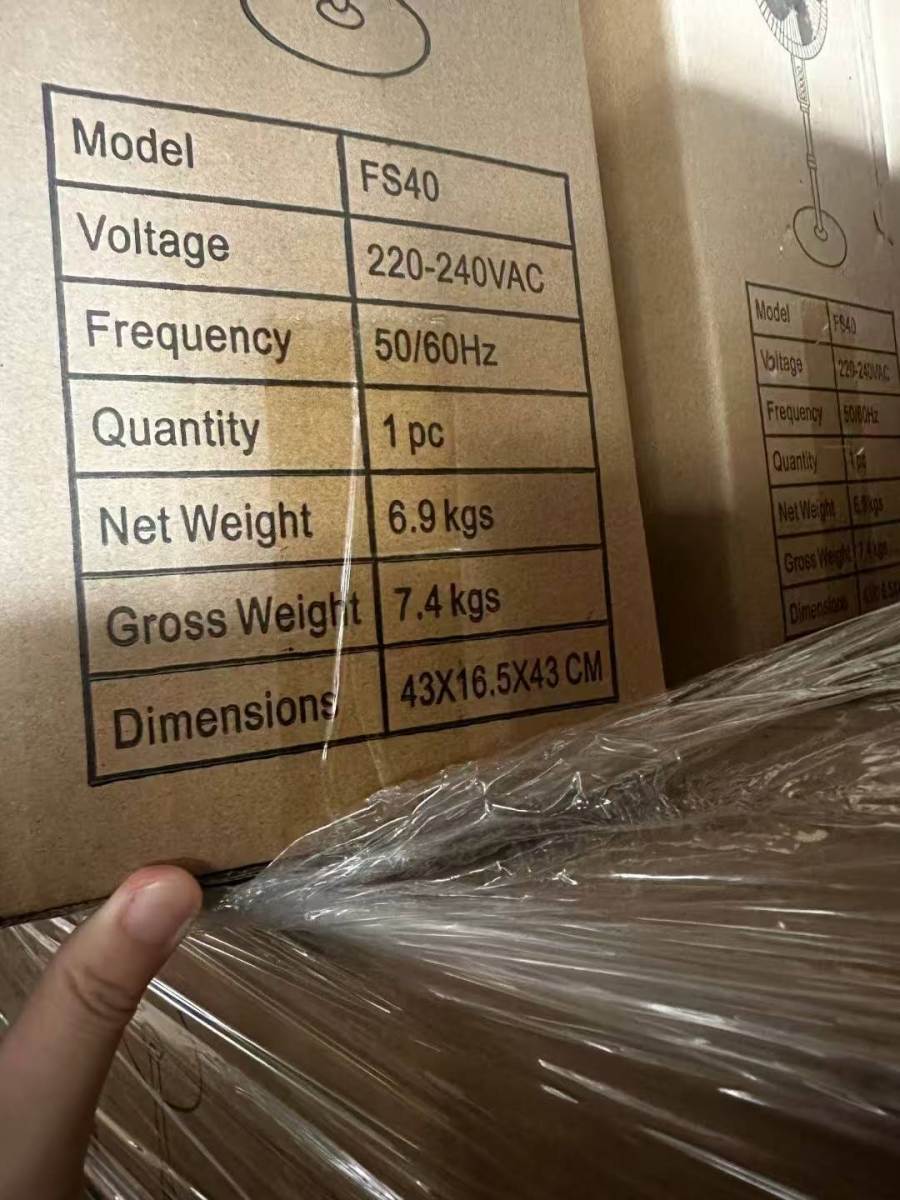 Model FS40
Voltage 220-240VAC
Frequency 50/60Hz
Quantity 1 pc
Net Weight 6.9 kgs
Gross Weight 7.4 kgs
Dimensions 43X16.5X43 CM
Model FS40
Voltage 220-240VAC
Frequency 50/60Hz
Quantity 1 pc
Net Weight 6.9 kgs
Gross Weight 7.4 kgs
Dimensions